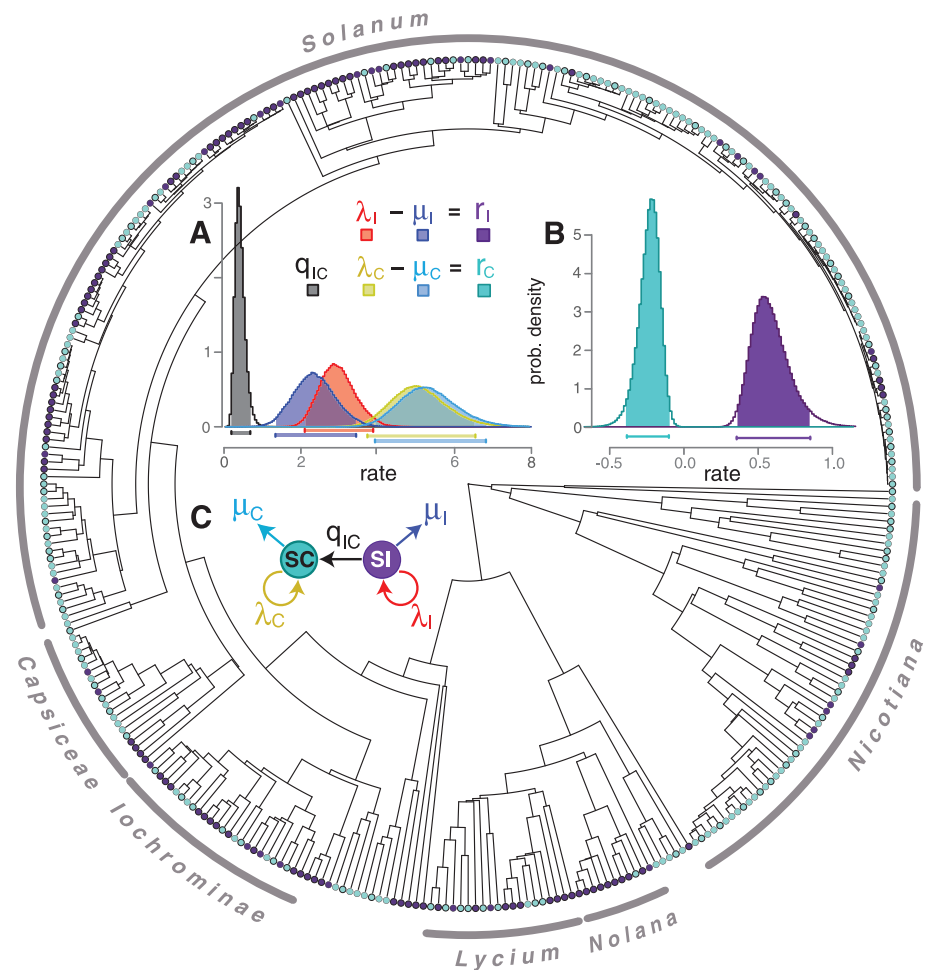 Solanum
A
λI – μI = rI
qIC
λC – μC = rC
3
1
0
0 2 6 8
rate
B
prob. density
5
4
3
2
1
0
-0.5 0.0 0.5 1.0
rate
C
μC
μI
qIC
SC
SI
λC
λI
Capsiceae
Iochrominae
Lycium
Nolana
Nicotiana